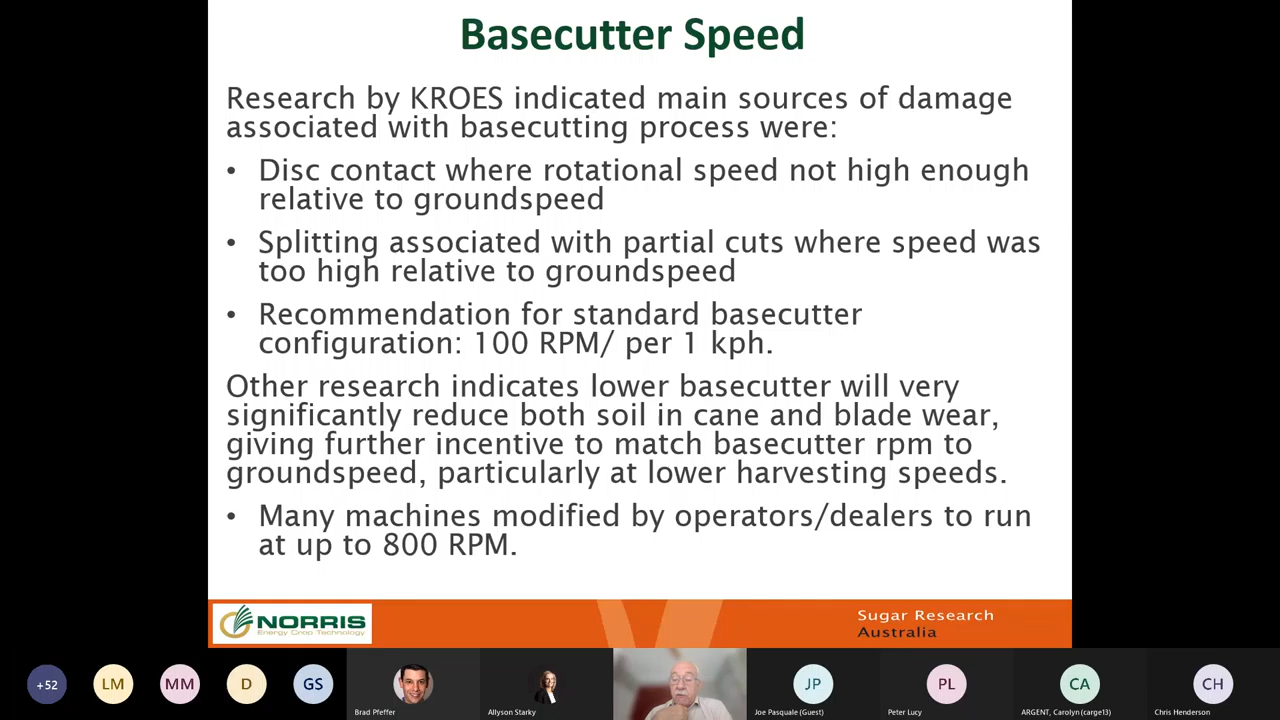 Basecutter Speed
Research by KROES indicated main sources of damage
associated with basecutting process were:
• Disc contact where rotational speed not high enough
relative to groundspeed
• Splitting associated with partial cuts where speed was
too high relative to groundspeed
• Recommendation for standard basecutter
configuration: 100 RPM/ per 1 kph.
Other research indicates lower basecutter will very
significantly reduce both soil in cane and blade wear,
giving further incentive to match basecutter rpm to
groundspeed, particularly at lower harvesting speeds.
• Many machines modified by operators/dealers to run
at up to 800 RPM.
NORRIS
Energy Crop Technology
Sugar Research
Australia
+52
LM
MM
D
GS
JP
PL
CA
CH
Brad Pfeffer
Allyson Starky
Joe Pasquale (Guest)
Peter Lucy
ARGENT, Carolyn (carge13)
Chris Henderson